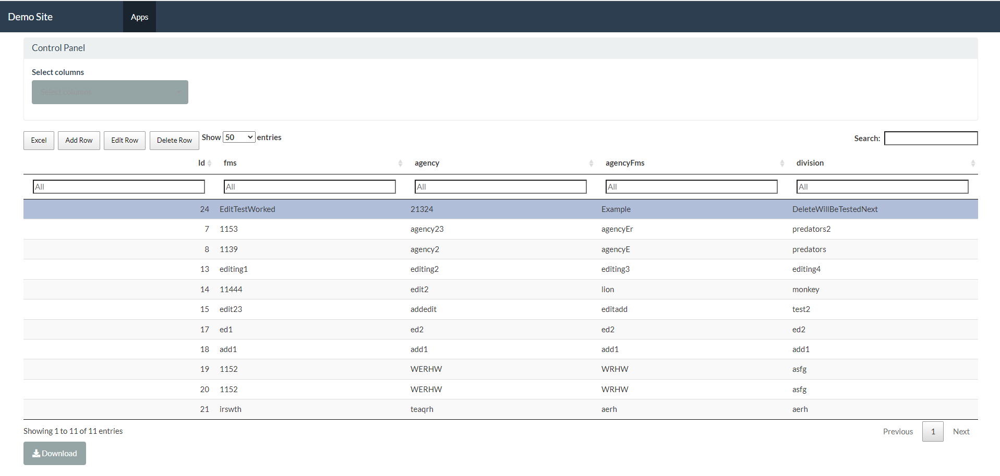 Demo Site Apps
Control Panel
Select columns
Select columns
Excel Add Row Edit Row Delete Row Show 50 entries Search:
Id fms agency agencyFms division
All All All All All
24 EditTestWorked 21324 Example DeleteWillBeTestedNext
7 1153 agency23 agencyEr predators2
8 1139 agency2 agencyE predators
13 editing1 editing2 editing3 editing4
14 11444 edit2 lion monkey
15 edit23 addedit editadd test2
17 ed1 ed2 ed2 ed2
18 add1 add1 add1 add1
19 1152 WERHW WRHW asfg
20 1152 WERHW WRHW asfg
21 irswth teaqrh aerh aerh
Showing 1 to 11 of 11 entries Previous 1 Next
Download